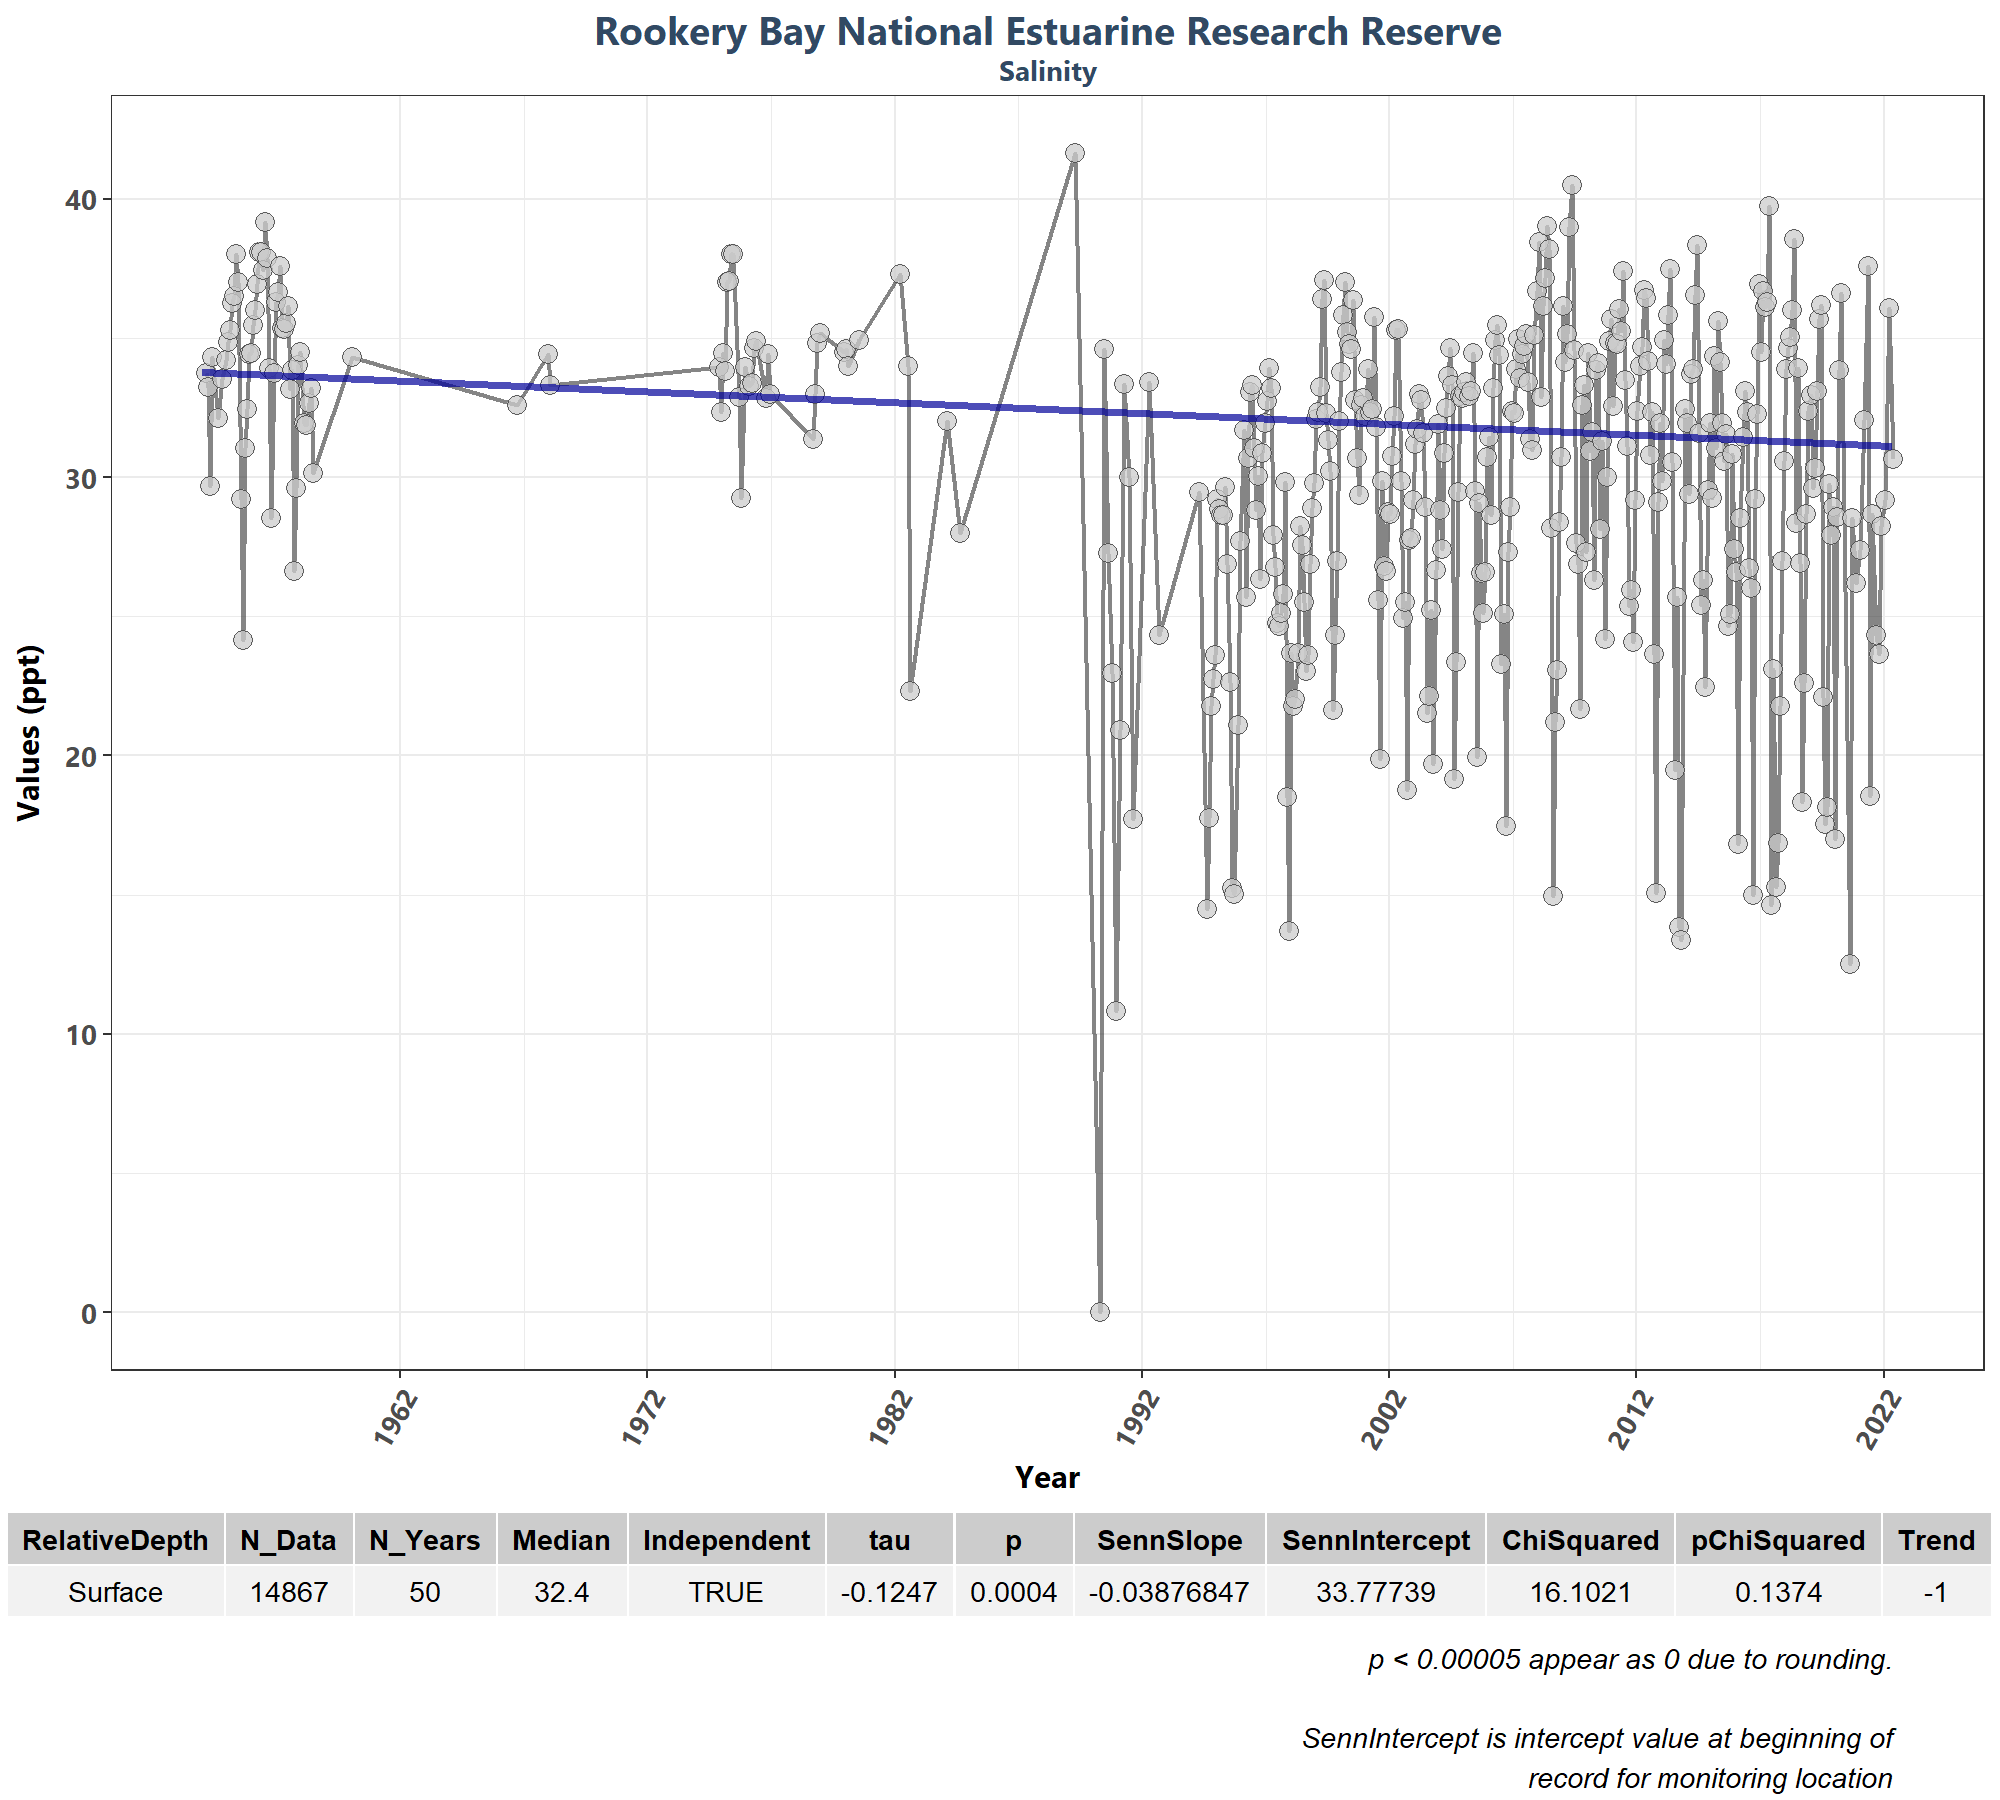 Rookery Bay National Estuarine Research Reserve
Salinity
Values (ppt)
40
30
20
10
0
1962 1972 1982 1992 2002 2012 2022
Year
RelativeDepth N_Data N_Years Median Independent tau p SennSlope SennIntercept ChiSquared pChiSquared Trend
Surface 14867 50 32.4 TRUE -0.1247 0.0004 -0.03876847 33.77739 16.1021 0.1374 -1
p < 0.00005 appear as 0 due to rounding.
SennIntercept is intercept value at beginning of
record for monitoring location